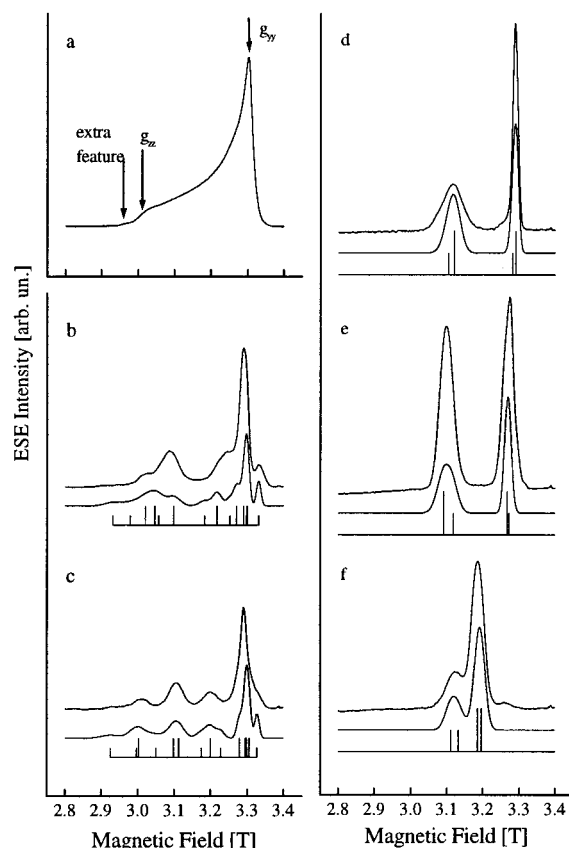 a
g_yy
extra
feature
g_zz
b
c
d
e
f
ESE Intensity [arb. un.]
2.8 2.9 3.0 3.1 3.2 3.3 3.4
2.8 2.9 3.0 3.1 3.2 3.3 3.4
Magnetic Field [T]
Magnetic Field [T]